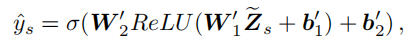 ŷ_s = σ(W′_2 ReLU(W′_1 Z̃_s + b′_1) + b′_2) ,